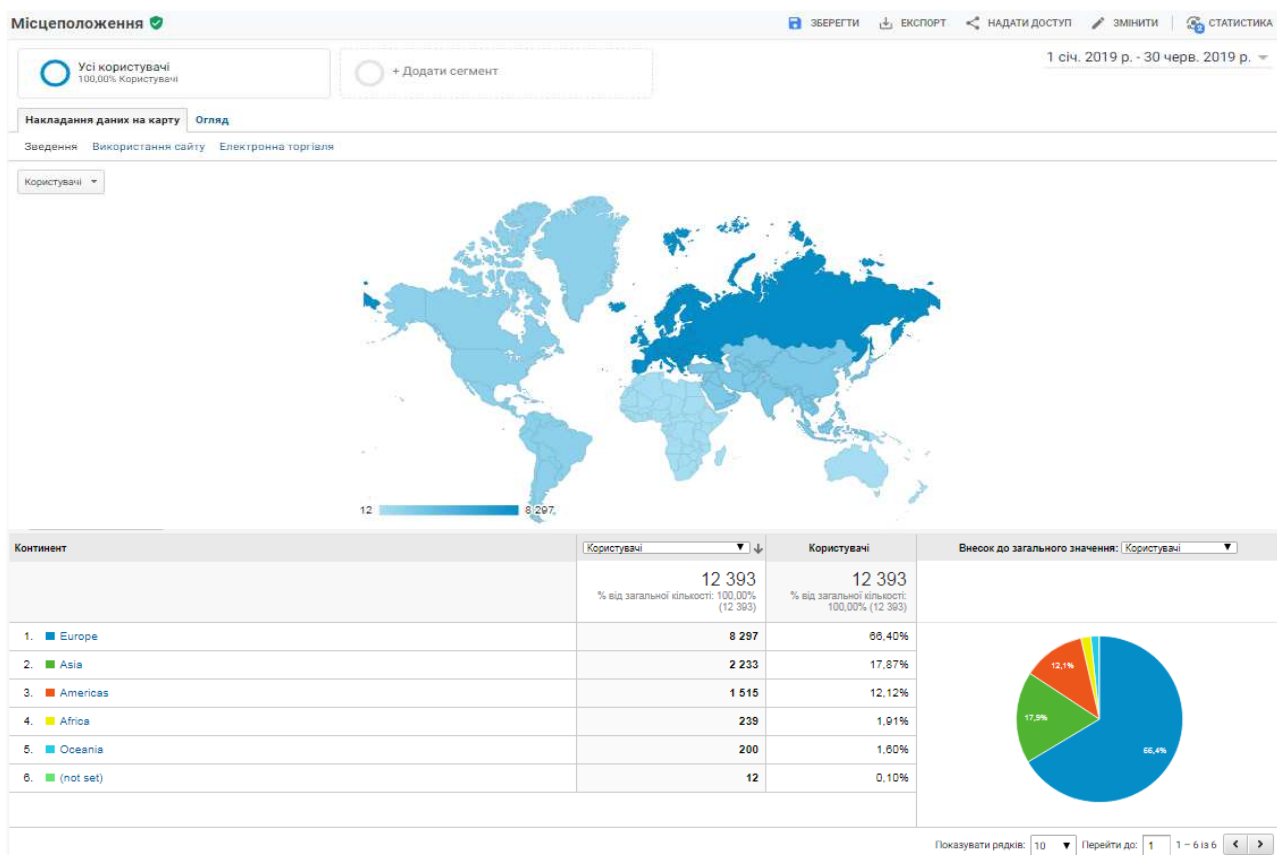 Місцеположення
ЗБЕРЕГТИ ЕКСПОРТ НАДАТИ ДОСТУП ЗМІНИТИ СТАТИСТИКА
Усі користувачі
100,00% Користувачі
+ Додати сегмент
1 січ. 2019 р. - 30 черв. 2019 р.
Накладання даних на карту Огляд
Зведення Використання сайту Електронна торгівля
Користувачі
12 8 297
Континент Користувачі Користувачі Внесок до загального значення: Користувачі
12 393 12 393
% від загальної кількості: 100,00% % від загальної кількості:
(12 393) 100,00% (12 393)
1. Europe 8 297 66,40%
2. Asia 2 233 17,87%
3. Americas 1 515 12,12%
4. Africa 239 1,91%
5. Oceania 200 1,60%
6. (not set) 12 0,10%
12,1%
17,9%
66,4%
Показувати рядків: 10 Перейти до: 1 1 – 6 із 6